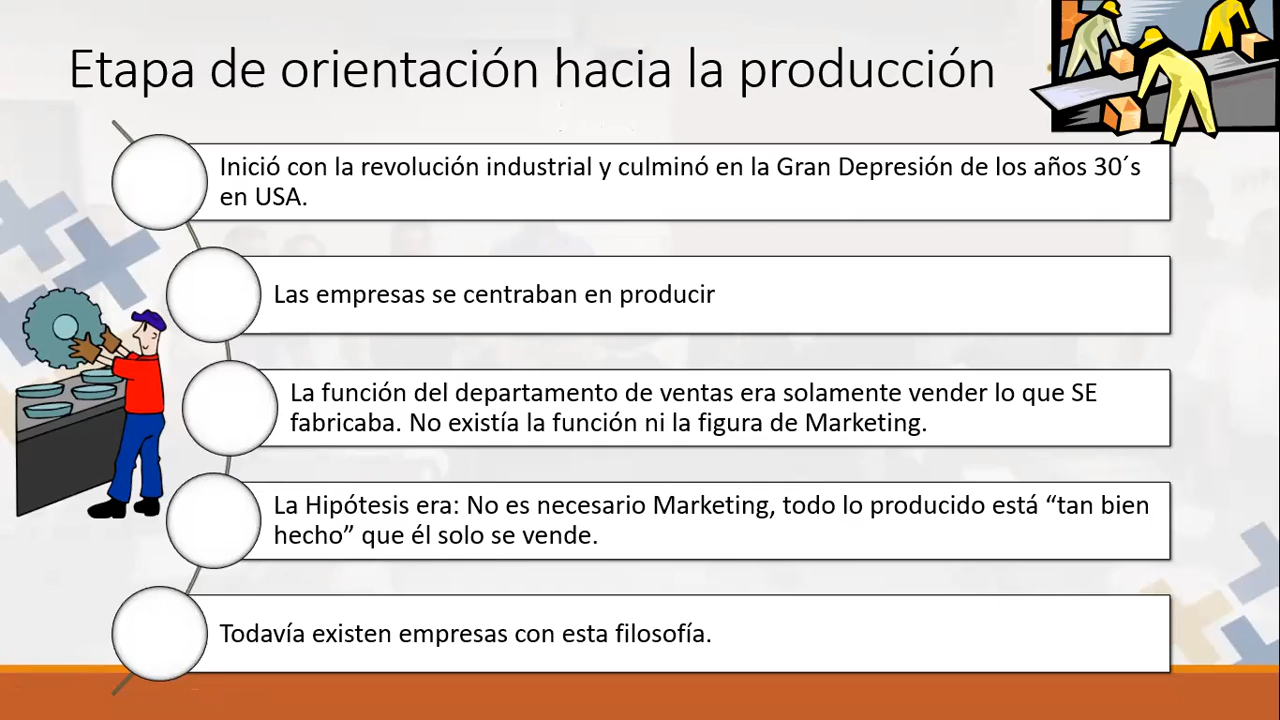 Etapa de orientación hacia la producción
Inició con la revolución industrial y culminó en la Gran Depresión de los años 30´s
en USA.
Las empresas se centraban en producir
La función del departamento de ventas era solamente vender lo que SE
fabricaba. No existía la función ni la figura de Marketing.
La Hipótesis era: No es necesario Marketing, todo lo producido está “tan bien
hecho” que él solo se vende.
Todavía existen empresas con esta filosofía.